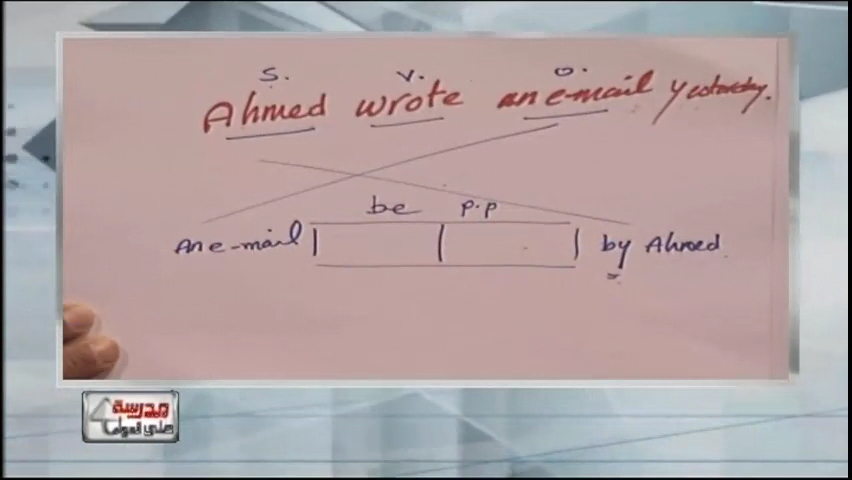 S. V. O.
Ahmed wrote an e-mail yesterday.
be p.p
An e-mail by Ahmed
مدرسة
على الهواء